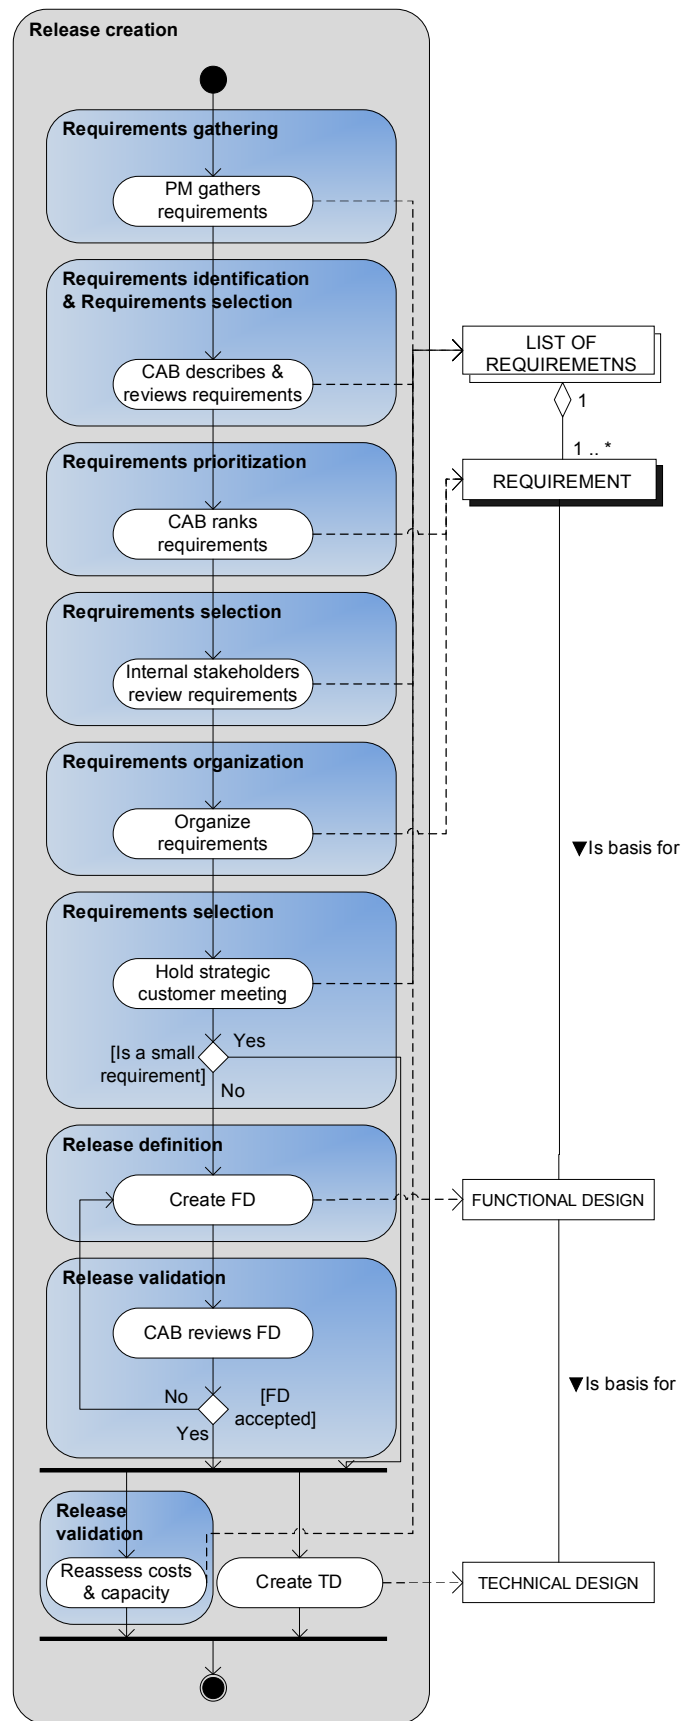 Release creation
Requirements gathering
PM gathers
requirements
Requirements identification
& Requirements selection
CAB describes &
reviews requirements
LIST OF
REQUIREMETNS
1
1 .. *
REQUIREMENT
Requirements prioritization
CAB ranks
requirements
Reqruirements selection
Internal stakeholders
review requirements
Requirements organization
Organize
requirements
▼Is basis for
Requirements selection
Hold strategic
customer meeting
[Is a small
requirement]
Yes
No
Release definition
Create FD
FUNCTIONAL DESIGN
Release validation
CAB reviews FD
No
[FD
accepted]
Yes
▼Is basis for
Release
validation
Reassess costs
& capacity
Create TD
TECHNICAL DESIGN